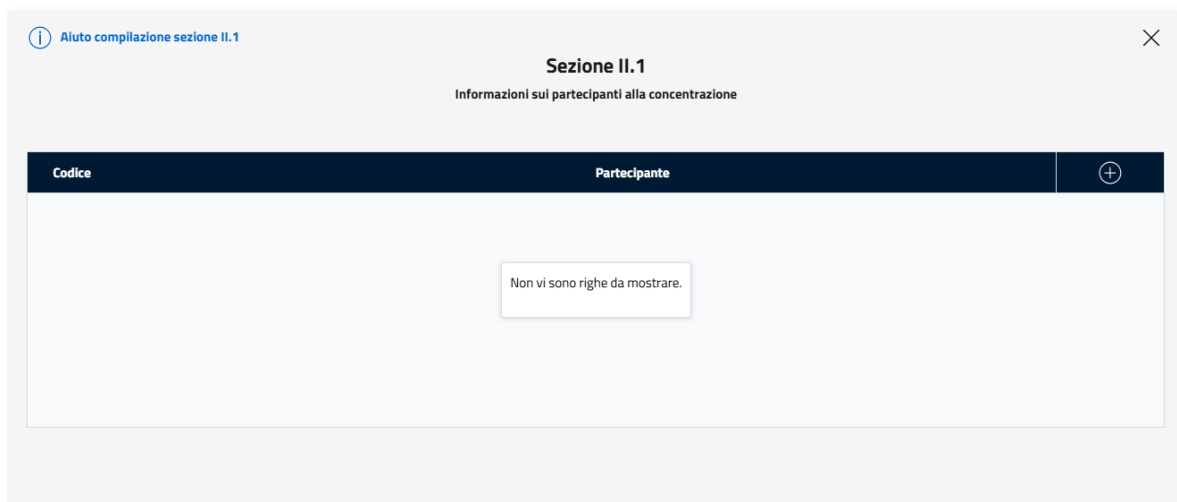 Aiuto compilazione sezione II.1
Sezione II.1
Informazioni sui partecipanti alla concentrazione
Codice Partecipante
Non vi sono righe da mostrare.